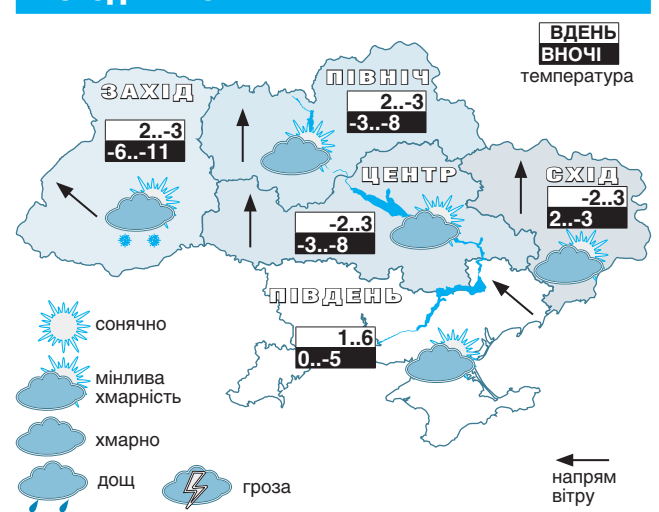 ВДЕНЬ
ВНОЧІ
температура
ПІВНІЧ
2..-3
-3..-8
ЗАХІД
2..-3
-6..-11
ЦЕНТР
-2..3
-3..-8
СХІД
-2..3
2..-3
ПІВДЕНЬ
1..6
0..-5
сонячно
мінлива
хмарність
хмарно
дощ
гроза
напрям
вітру